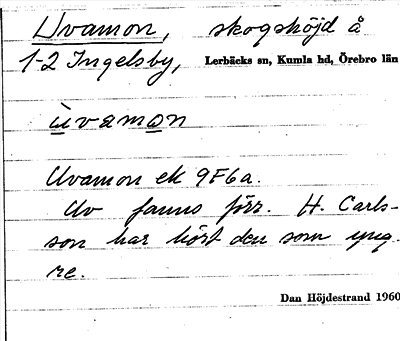 Uvamon, skogshöjd å
1-2 Ingelsby, Lerbäcks sn, Kumla hd, Örebro län
ùvamon
Uvamon ek 9F6a.
Uv fanns förr. H. Carls-
son har hört den som yng-
re.
Dan Höjdestrand 1960